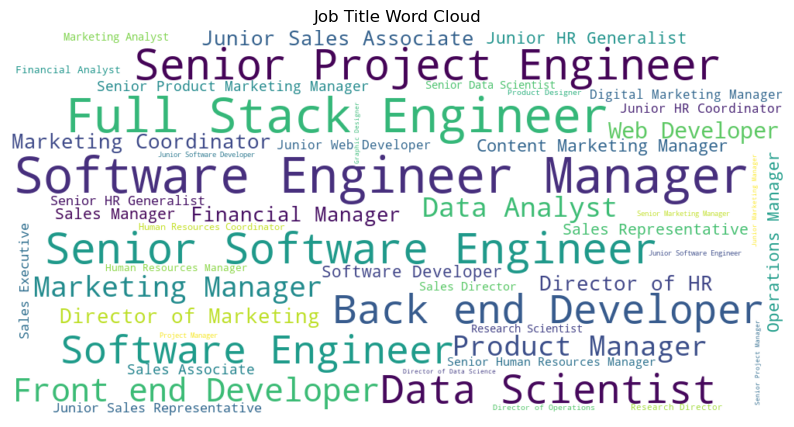 Job Title Word Cloud
Marketing Analyst
Junior Sales Associate
Junior HR Generalist
Financial Analyst
Senior Project Engineer
Senior Product Marketing Manager
Senior Data Scientist
Product Designer
Digital Marketing Manager
Full Stack Engineer
Graphic Designer
Junior HR Coordinator
Marketing Coordinator
Junior Web Developer
Content Marketing Manager
Web Developer
Junior Software Developer
Software Engineer Manager
Junior Marketing Manager
Operations Manager
Senior HR Generalist
Sales Manager
Financial Manager
Data Analyst
Senior Marketing Manager
Human Resources Coordinator
Sales Representative
Sales Executive
Senior Software Engineer
Junior Software Engineer
Human Resources Manager
Software Developer
Sales Director
Director of HR
Marketing Manager
Director of Marketing
Back end Developer
Project Manager
Research Scientist
Senior Project Manager
Software Engineer
Product Manager
Sales Associate
Senior Human Resources Manager
Director of Data Science
Front end Developer
Data Scientist
Junior Sales Representative
Director of Operations
Research Director